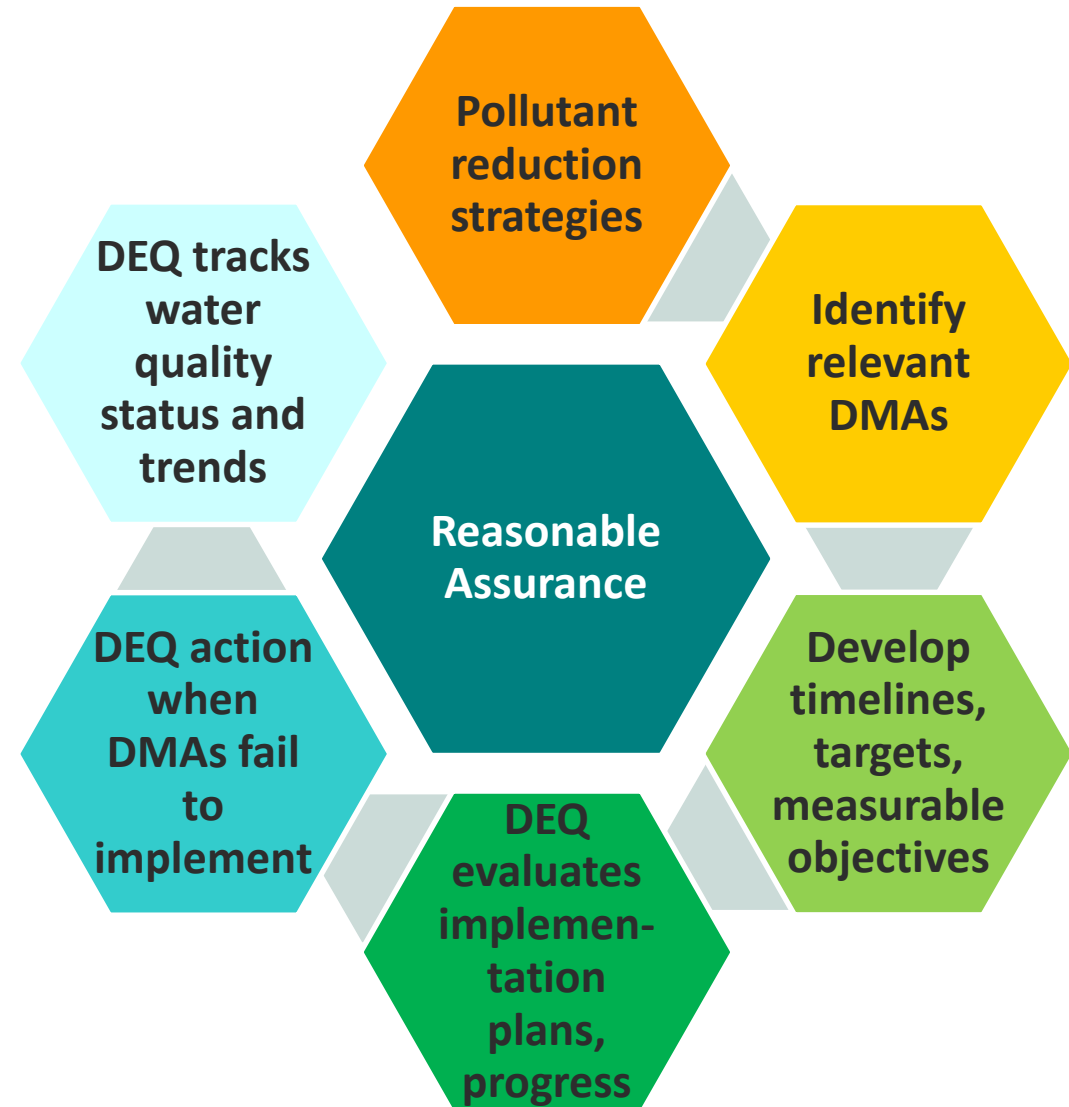 Pollutant
reduction
strategies
Identify
relevant
DMAs
Develop
timelines,
targets,
measurable
objectives
DEQ
evaluates
implemen-
tation
plans,
progress
DEQ action
when
DMAs fail
to
implement
DEQ tracks
water
quality
status and
trends
Reasonable
Assurance